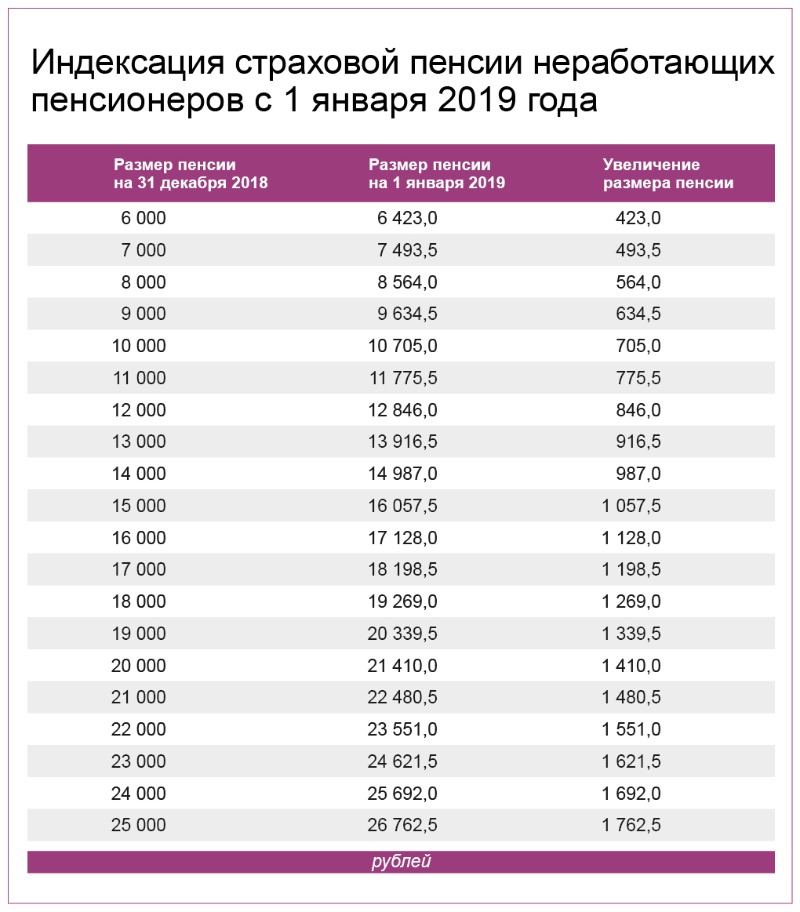 Индексация страховой пенсии неработающих
пенсионеров с 1 января 2019 года
Размер пенсии Размер пенсии Увеличение
на 31 декабря 2018 на 1 января 2019 размера пенсии
6 000 6 423,0 423,0
7 000 7 493,5 493,5
8 000 8 564,0 564,0
9 000 9 634,5 634,5
10 000 10 705,0 705,0
11 000 11 775,5 775,5
12 000 12 846,0 846,0
13 000 13 916,5 916,5
14 000 14 987,0 987,0
15 000 16 057,5 1 057,5
16 000 17 128,0 1 128,0
17 000 18 198,5 1 198,5
18 000 19 269,0 1 269,0
19 000 20 339,5 1 339,5
20 000 21 410,0 1 410,0
21 000 22 480,5 1 480,5
22 000 23 551,0 1 551,0
23 000 24 621,5 1 621,5
24 000 25 692,0 1 692,0
25 000 26 762,5 1 762,5
рублей